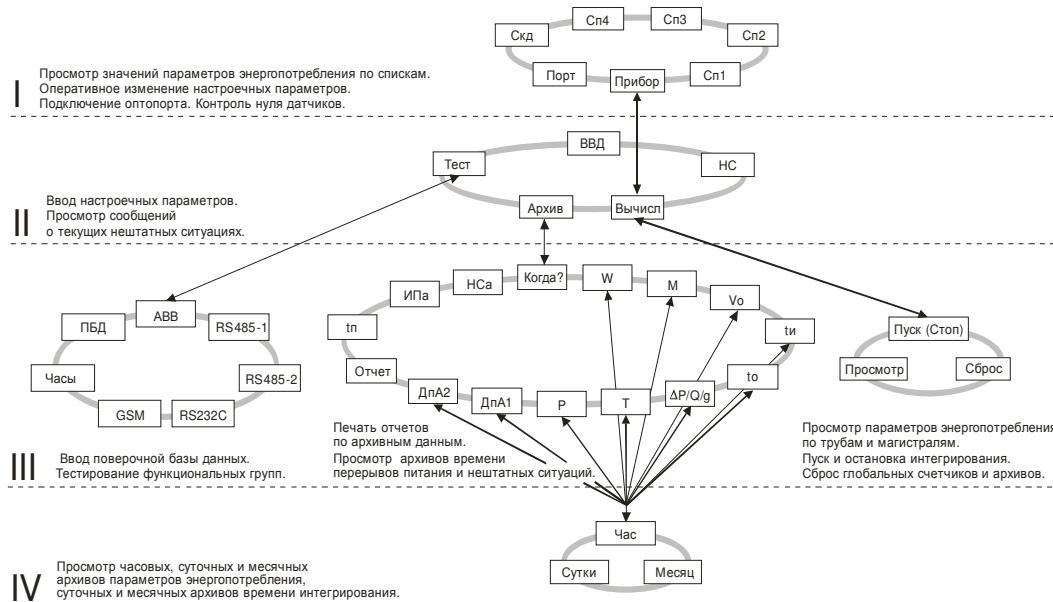 Сп4
Сп3
Скд
Сп2
Порт
Прибор
Сп1
I
Просмотр значений параметров энергопотребления по спискам.
Оперативное изменение настроечных параметров.
Подключение оптопорта. Контроль нуля датчиков.
ВВД
Тест
НС
Архив
Вычисл
II
Ввод настроечных параметров.
Просмотр сообщений
о текущих нештатных ситуациях.
АВВ
ПБД
RS485-1
Часы
RS485-2
GSM
RS232C
Когда?
W
НСа
M
ИПа
Vo
tп
tи
Отчет
to
ДпА2
ДпА1
P
T
ΔP/Q/g
Пуск (Стоп)
Просмотр
Сброс
III
Ввод поверочной базы данных.
Тестирование функциональных групп.
Печать отчетов
по архивным данным.
Просмотр архивов времени
перерывов питания и нештатных ситуаций.
Просмотр параметров энергопотребления
по трубам и магистралям.
Пуск и остановка интегрирования.
Сброс глобальных счетчиков и архивов.
Час
Сутки
Месяц
IV
Просмотр часовых, суточных и месячных
архивов параметров энергопотребления,
суточных и месячных архивов времени интегрирования.